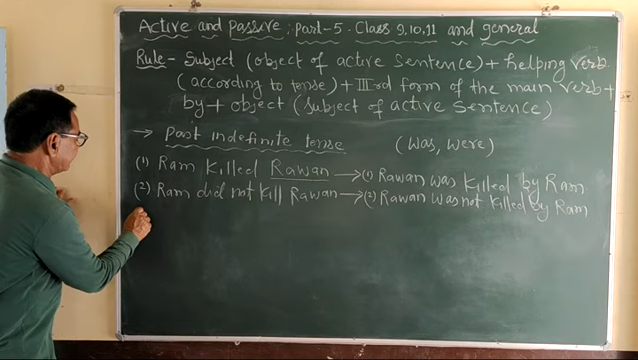 Active and passive : Part-5. Class 9,10,11 and general
Rule - Subject (object of active sentence) + helping verb
(according to tense) + IIIrd form of the main verb +
by + object (subject of active sentence)
→ Past indefinite tense (was, were)
(1) Ram killed Rawan → (1) Rawan was killed by Ram
(2) Ram did not kill Rawan → (2) Rawan was not killed by Ram